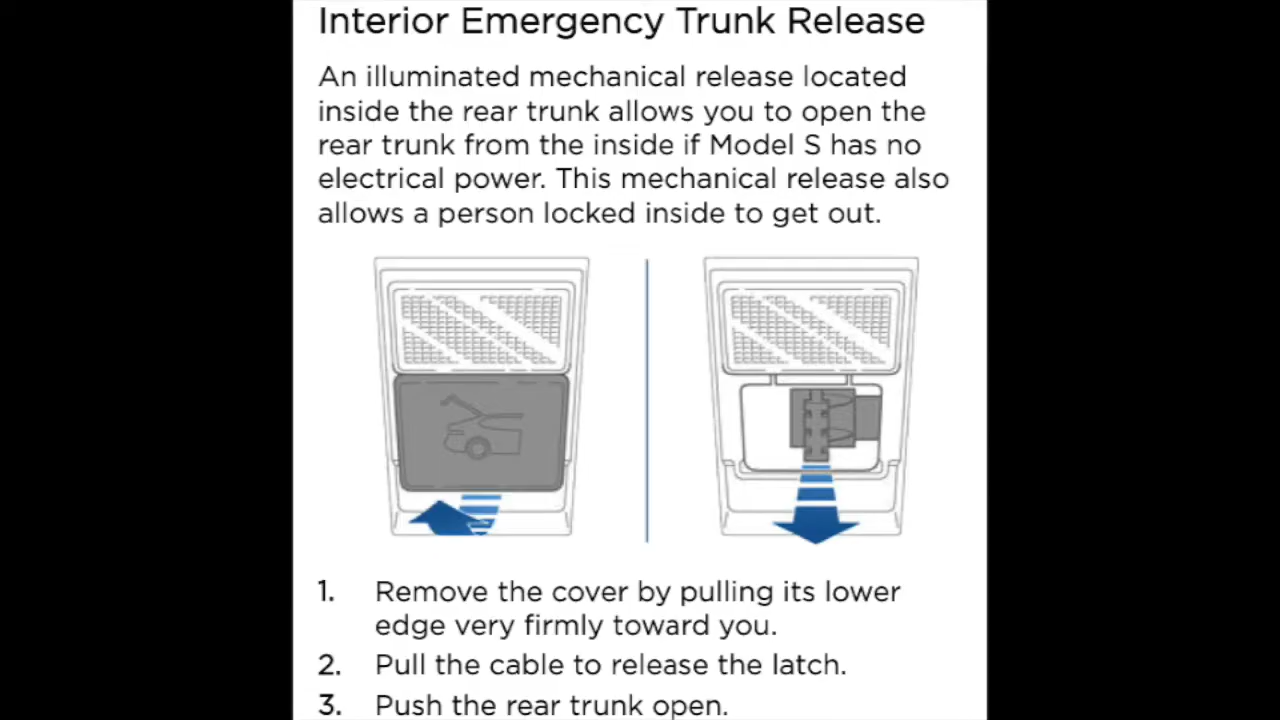 Interior Emergency Trunk Release
An illuminated mechanical release located
inside the rear trunk allows you to open the
rear trunk from the inside if Model S has no
electrical power. This mechanical release also
allows a person locked inside to get out.
1. Remove the cover by pulling its lower
edge very firmly toward you.
2. Pull the cable to release the latch.
3. Push the rear trunk open.